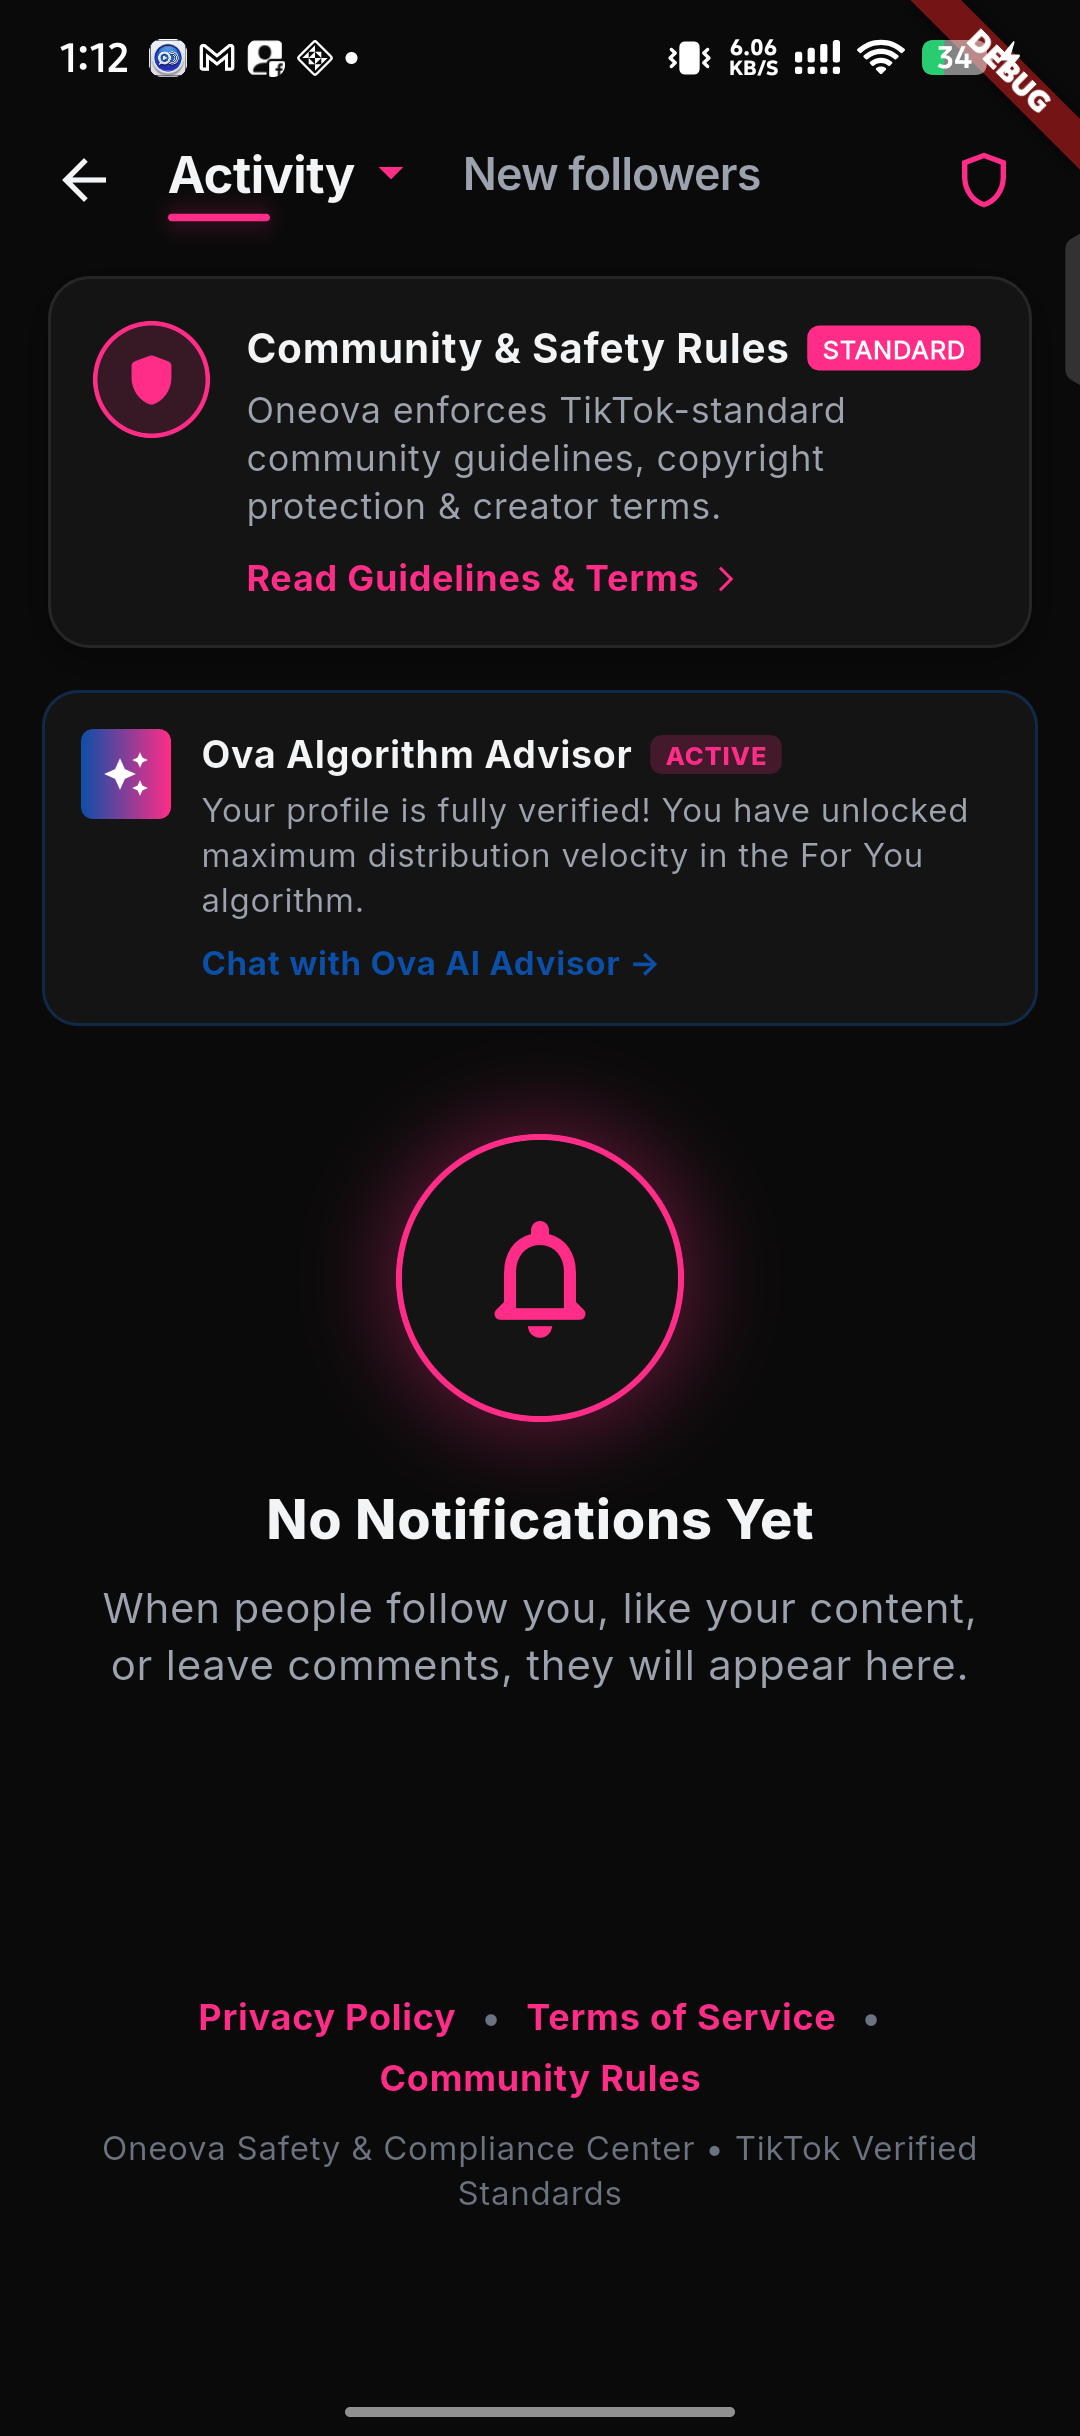 1:12
6.06
KB/S
34
DEBUG
Activity
New followers
Community & Safety Rules
STANDARD
Oneova enforces TikTok-standard
community guidelines, copyright
protection & creator terms.
Read Guidelines & Terms
Ova Algorithm Advisor
ACTIVE
Your profile is fully verified! You have unlocked
maximum distribution velocity in the For You
algorithm.
Chat with Ova AI Advisor →
No Notifications Yet
When people follow you, like your content,
or leave comments, they will appear here.
Privacy Policy • Terms of Service •
Community Rules
Oneova Safety & Compliance Center • TikTok Verified
Standards